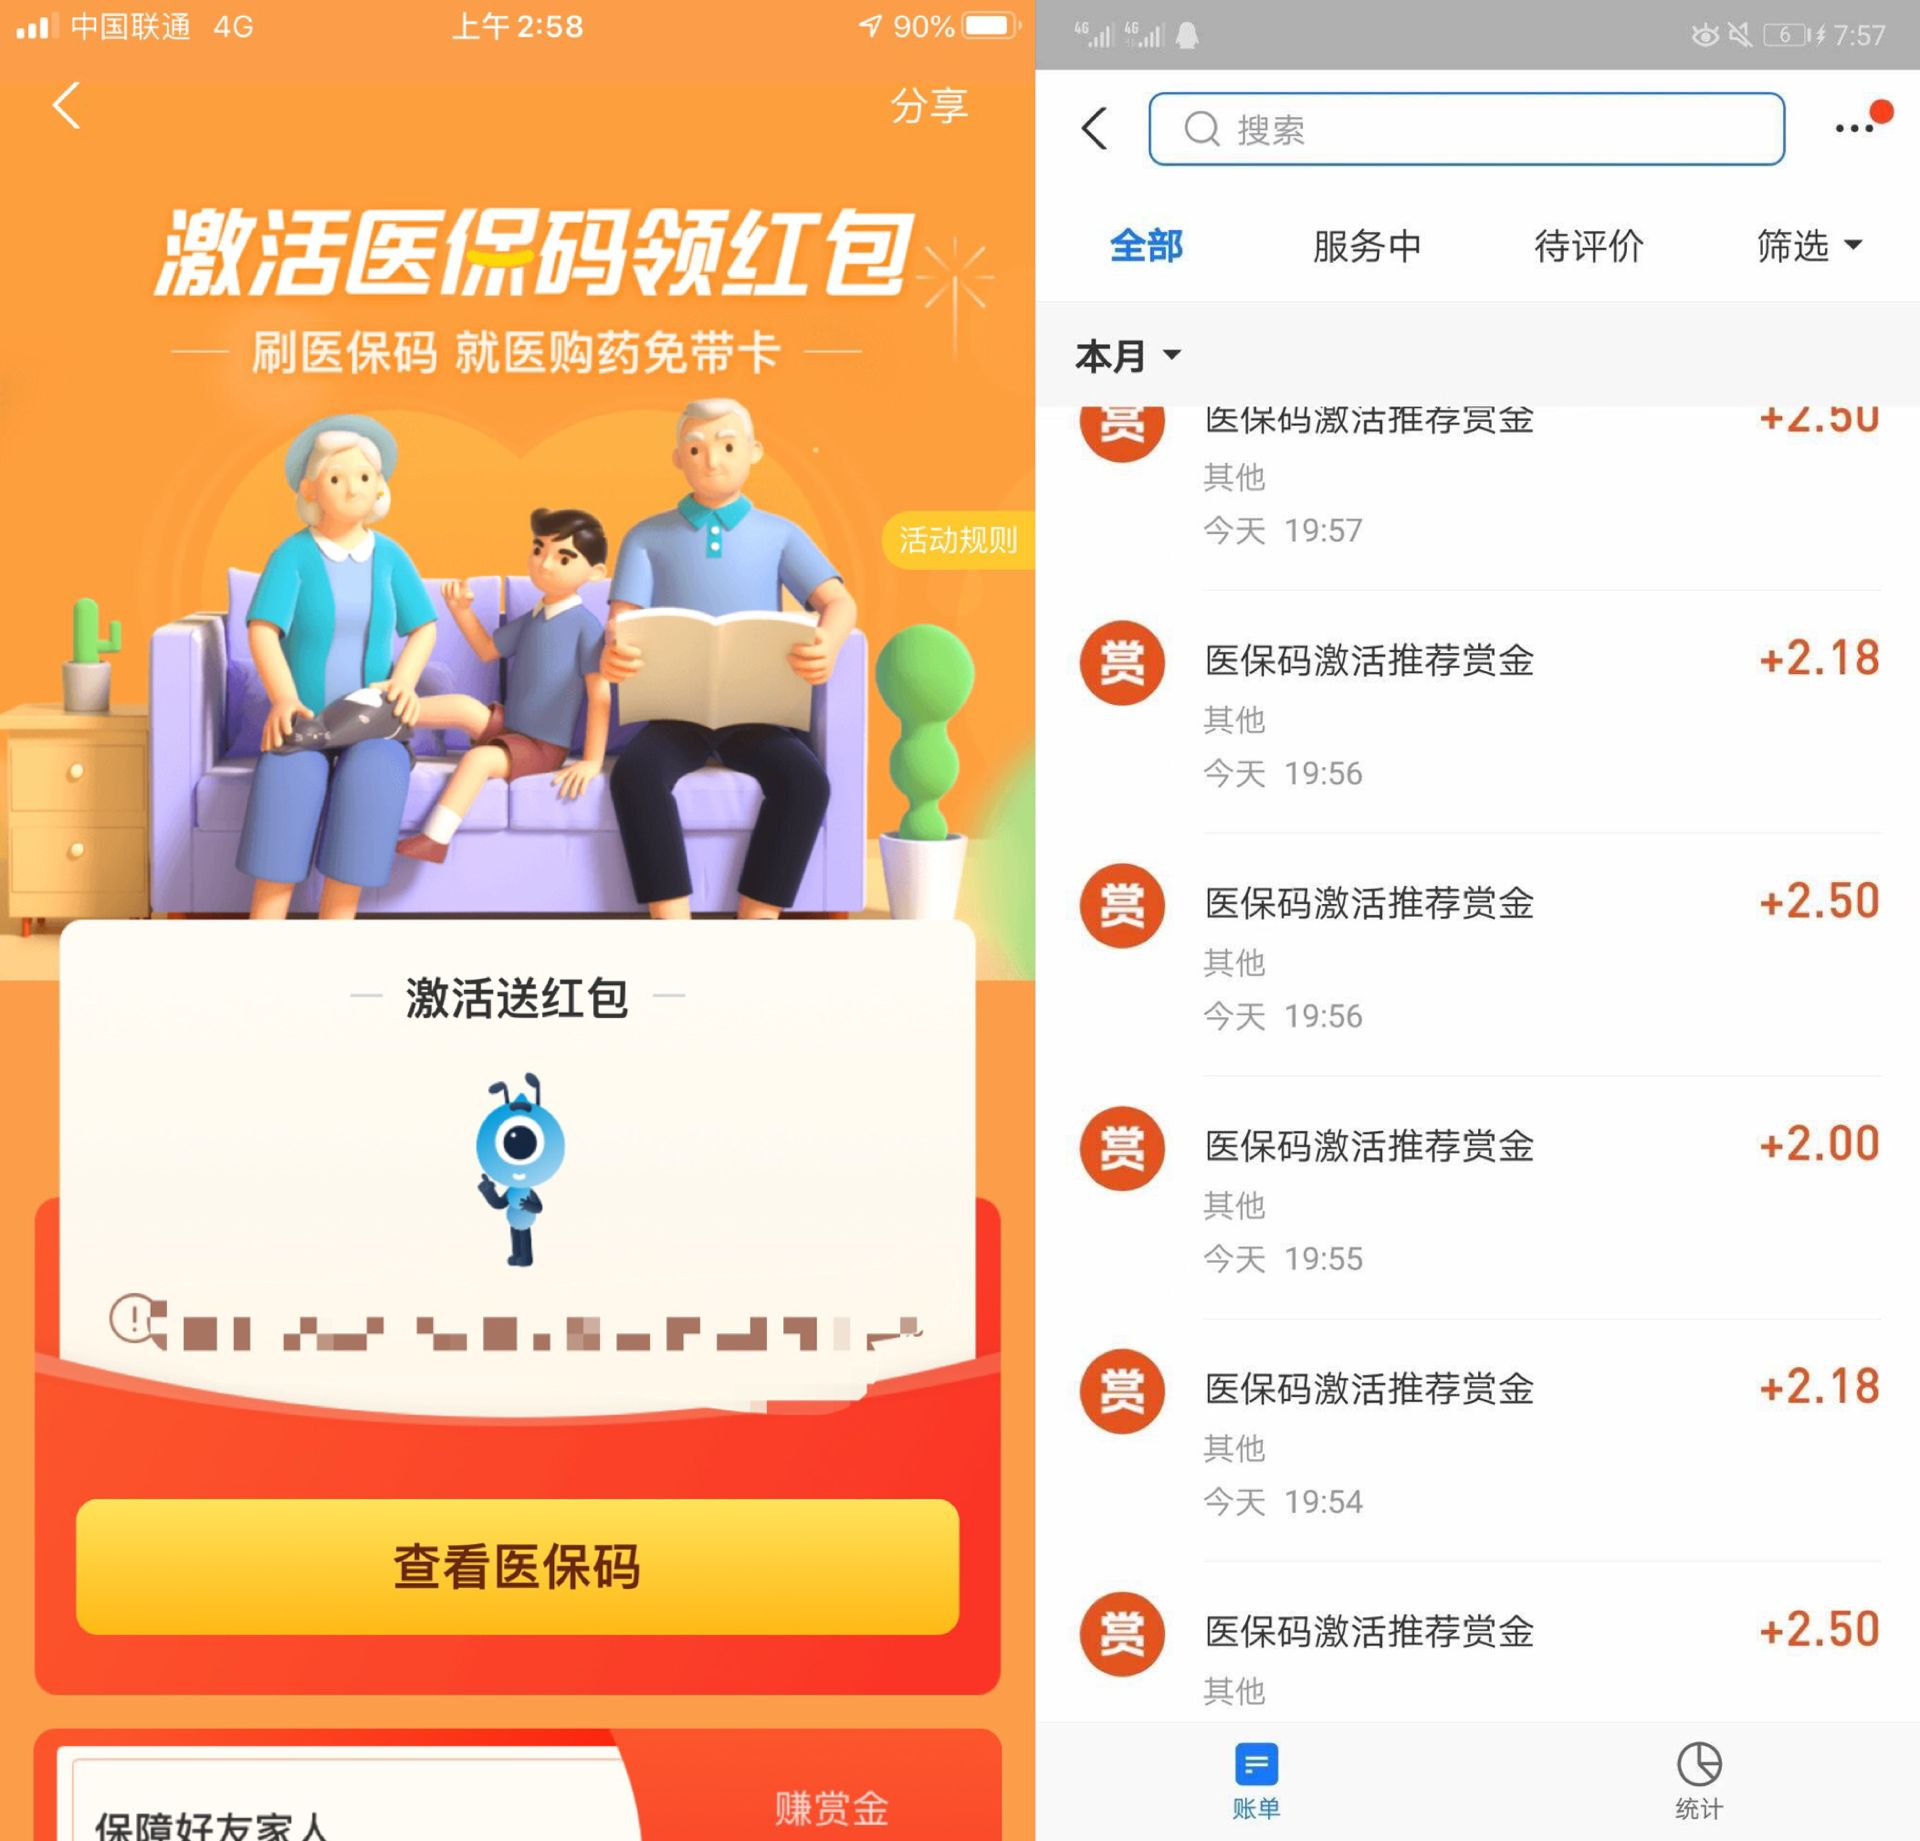 中国联通 4G
上午 2:58
90%
分享
激活医保码领红包
刷医保码 就医购药免带卡
活动规则
激活送红包
查看医保码
保障好友家人
赚赏金
4G 4G
6 7:57
搜索
全部 服务中 待评价 筛选
本月
赏 医保码激活推荐赏金 +2.50
其他
今天 19:57
赏 医保码激活推荐赏金 +2.18
其他
今天 19:56
赏 医保码激活推荐赏金 +2.50
其他
今天 19:56
赏 医保码激活推荐赏金 +2.00
其他
今天 19:55
赏 医保码激活推荐赏金 +2.18
其他
今天 19:54
赏 医保码激活推荐赏金 +2.50
其他
账单 统计